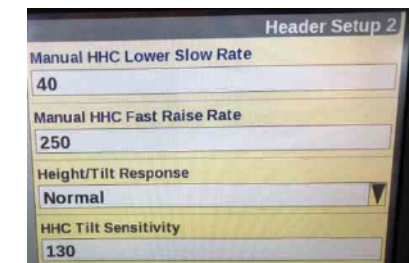 Header Setup 2
Manual HHC Lower Slow Rate
40
Manual HHC Fast Raise Rate
250
Height/Tilt Response
Normal
HHC Tilt Sensitivity
130